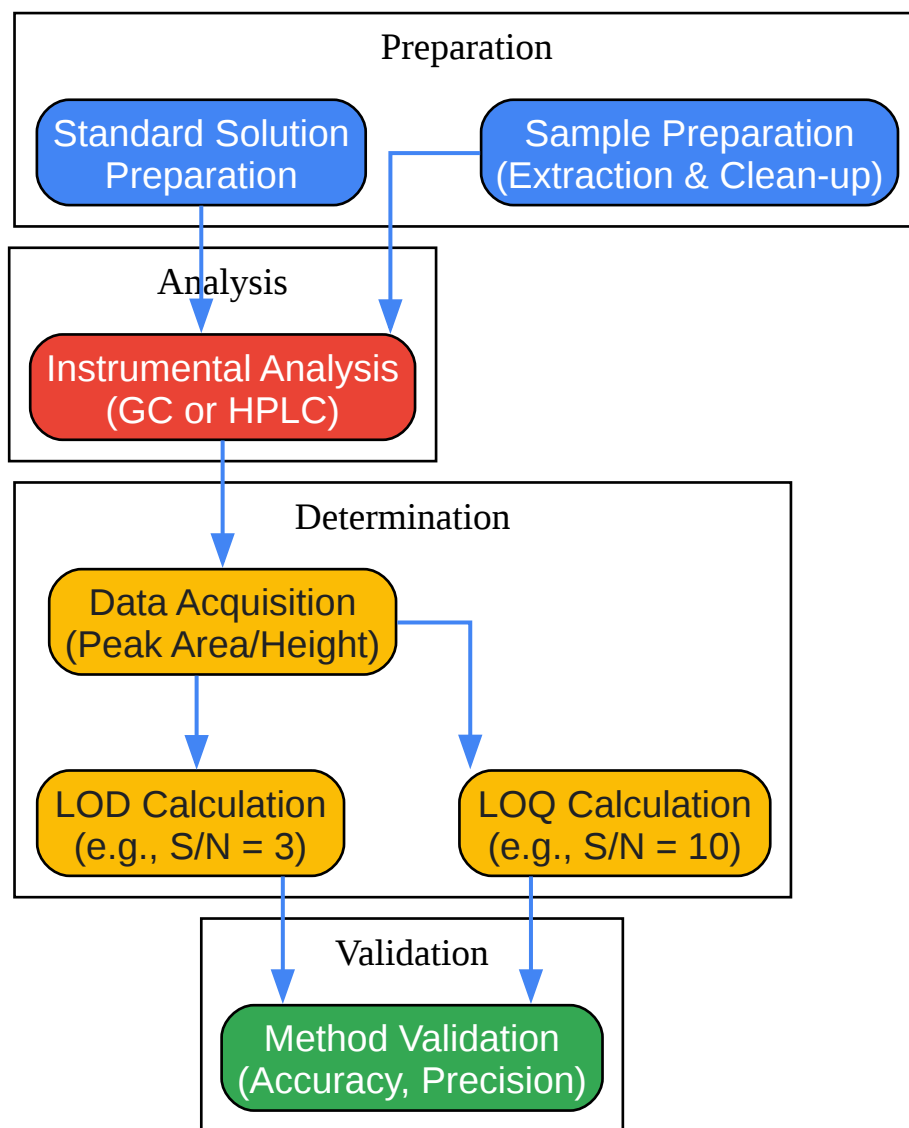 Preparation
Standard Solution
Preparation
Sample Preparation
(Extraction & Clean-up)
Analysis
Instrumental Analysis
(GC or HPLC)
Determination
Data Acquisition
(Peak Area/Height)
LOD Calculation
(e.g., S/N = 3)
LOQ Calculation
(e.g., S/N = 10)
Validation
Method Validation
(Accuracy, Precision)